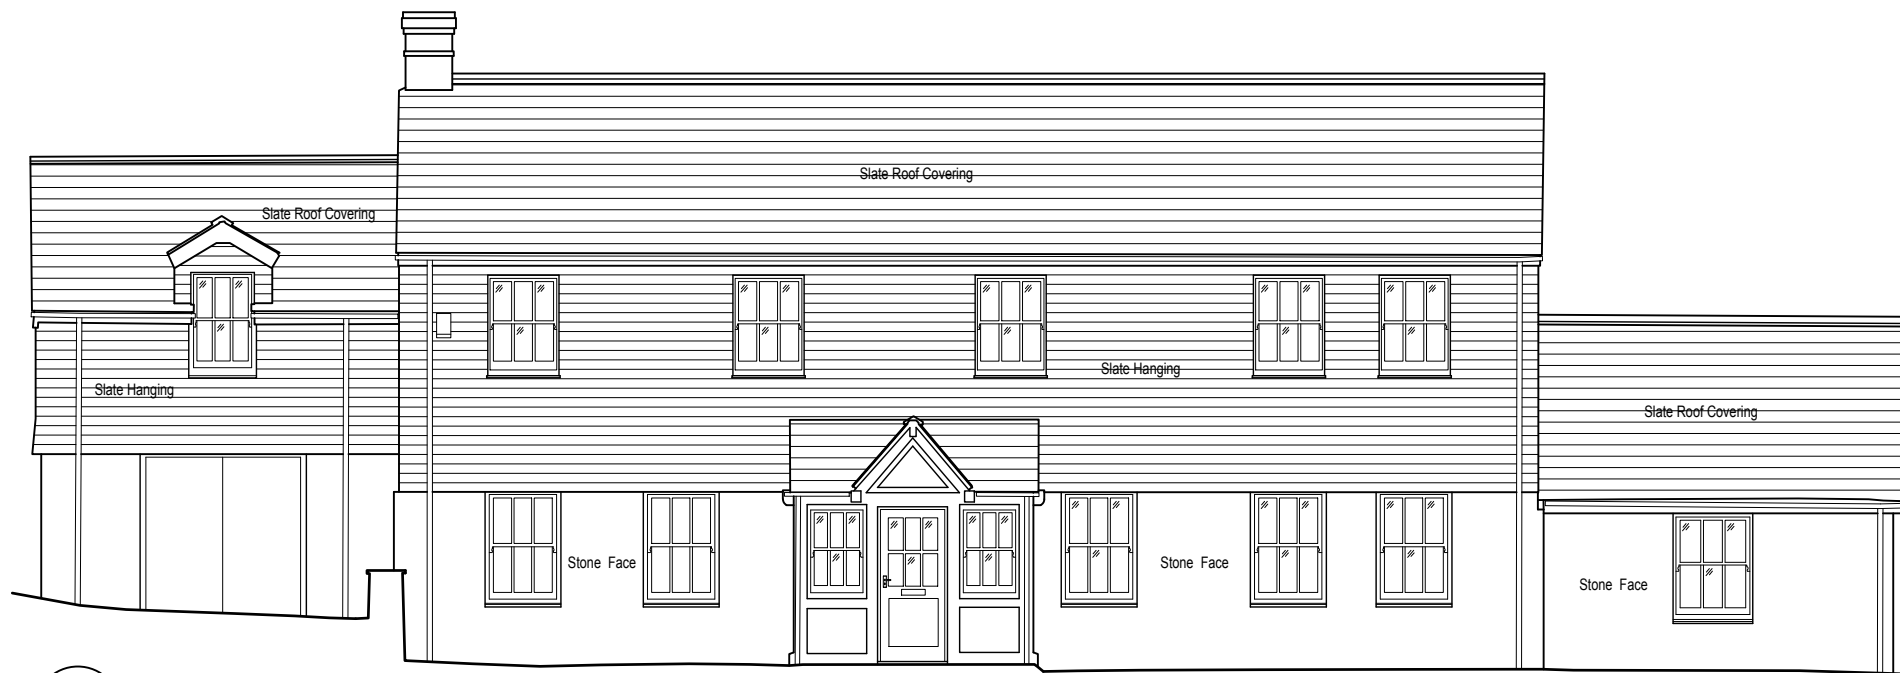 Slate Roof Covering
Slate Roof Covering
Slate Hanging
Slate Hanging
Slate Roof Covering
Stone Face
Stone Face
Stone Face